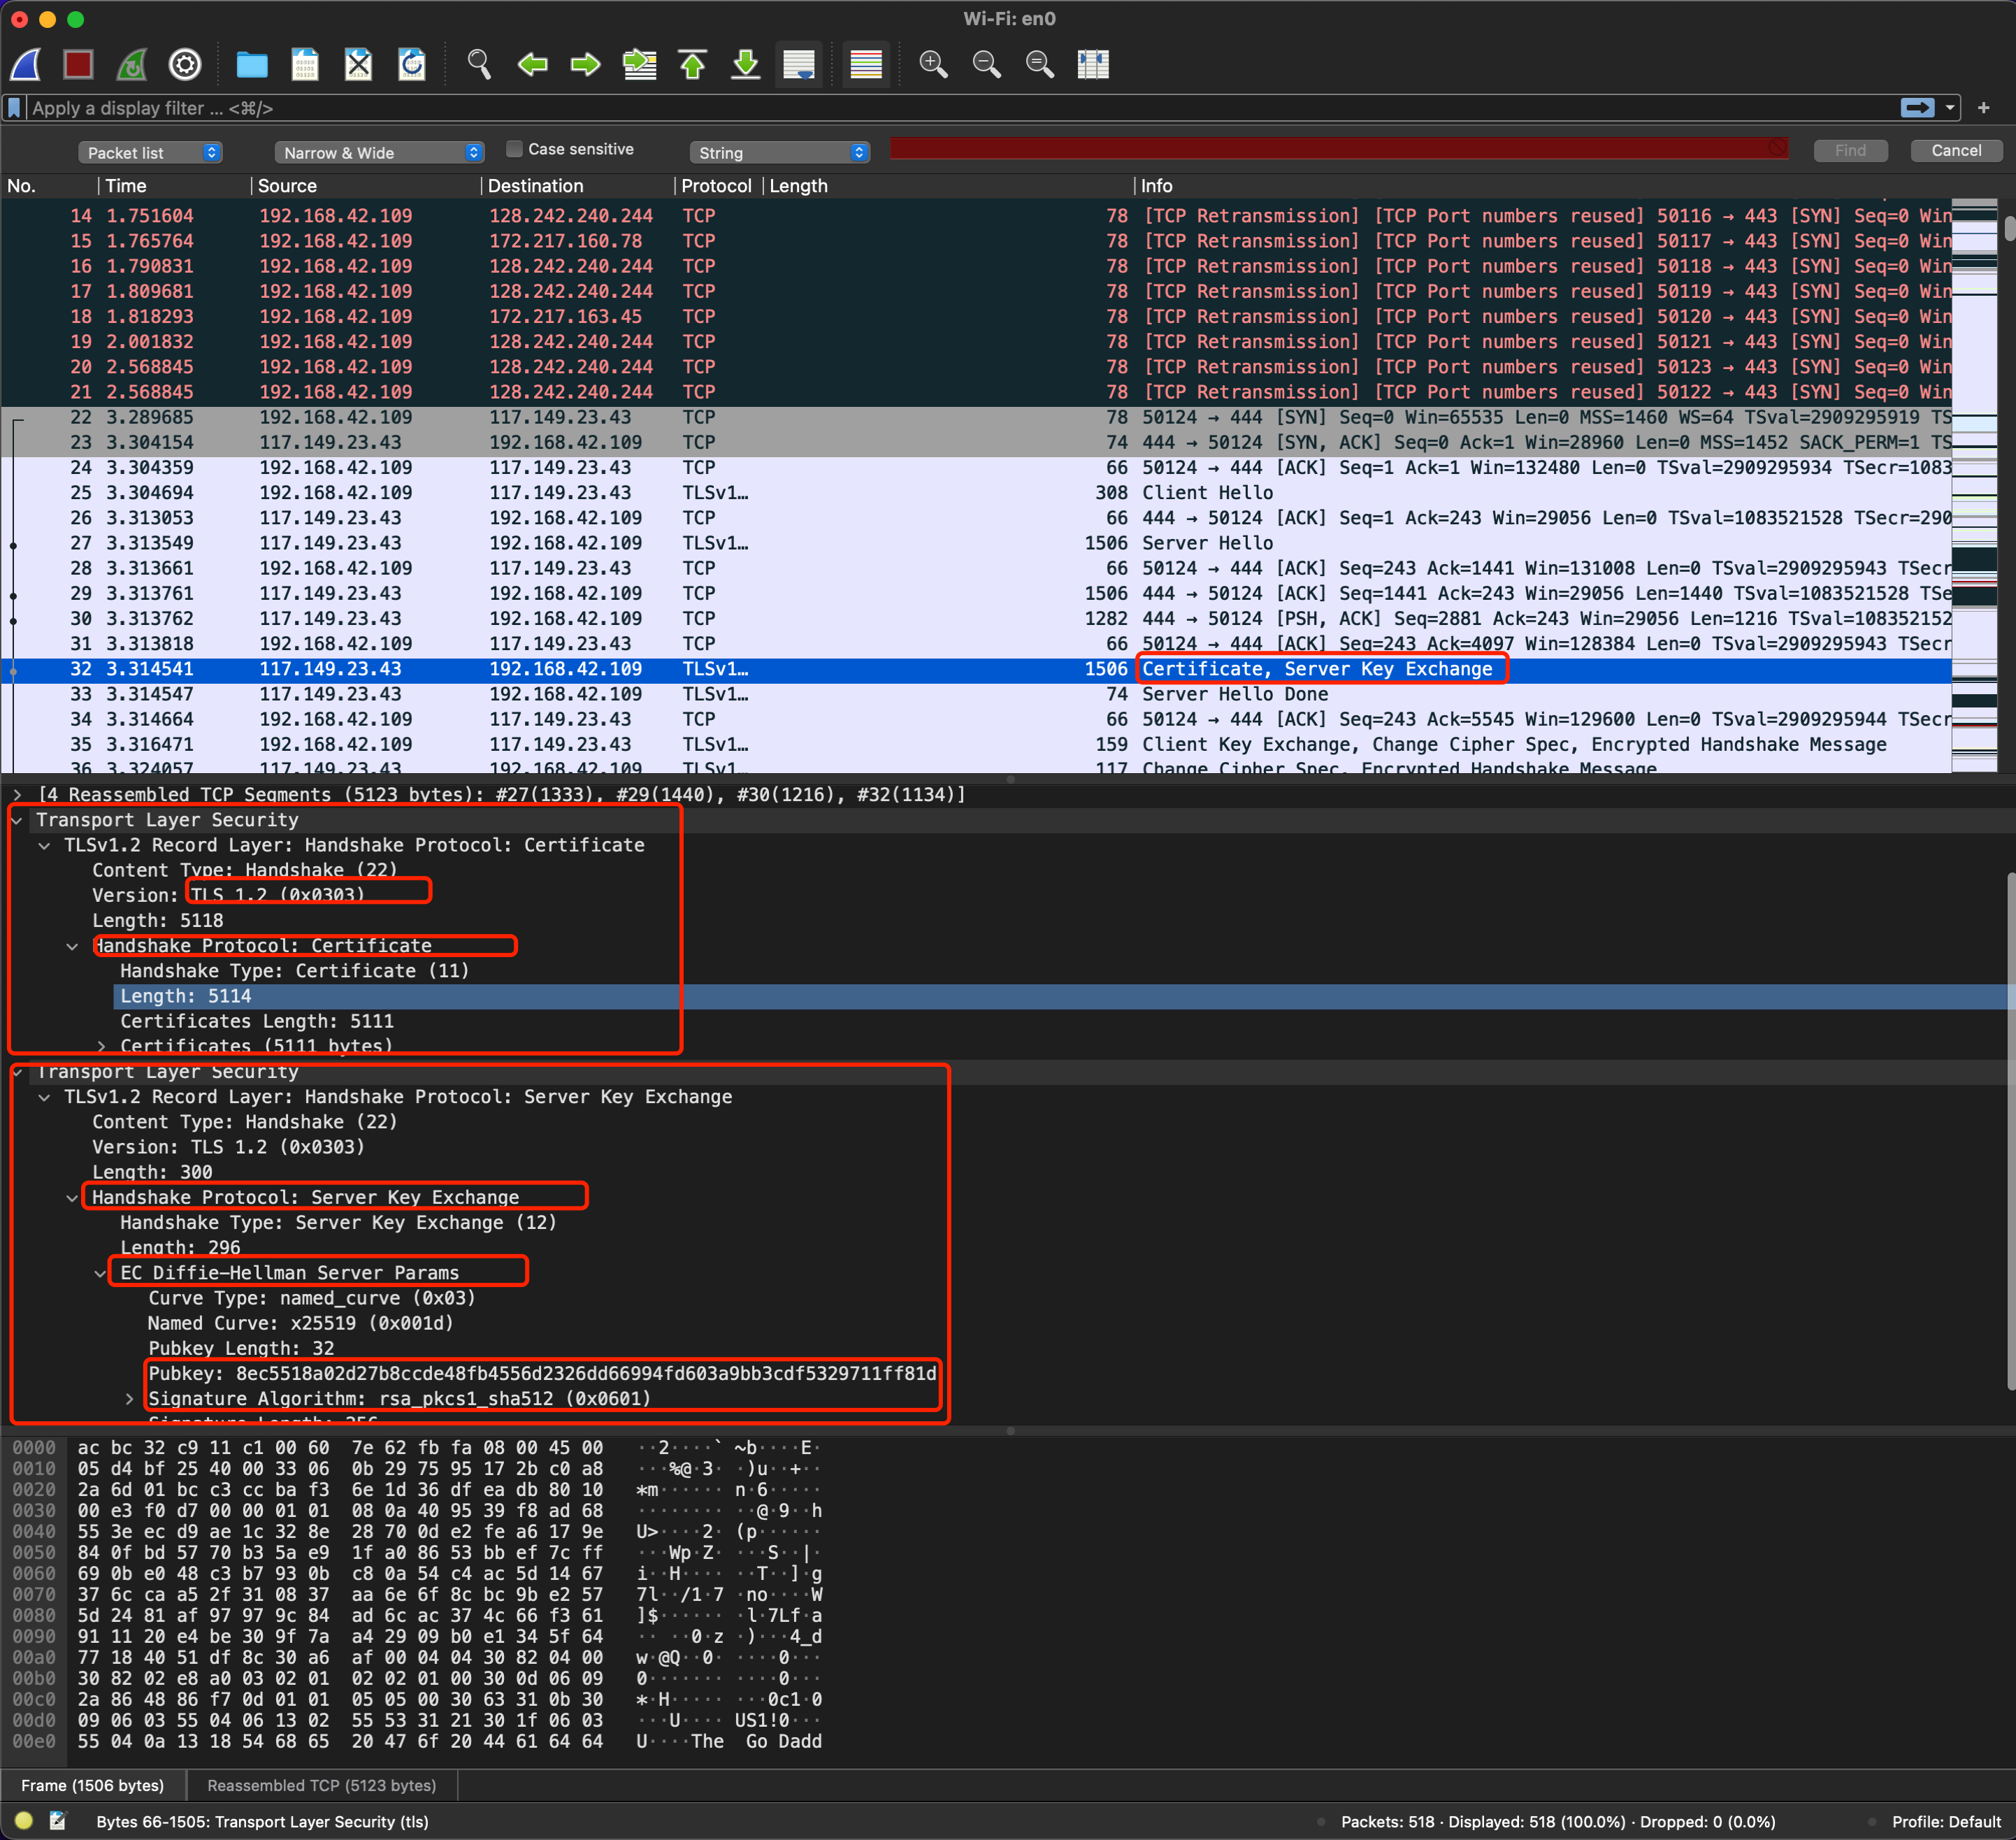 Wi-Fi: en0
Apply a display filter ... <⌘/>
Packet list Narrow & Wide Case sensitive String Find Cancel
No. Time Source Destination Protocol Length Info
14 1.751604 192.168.42.109 128.242.240.244 TCP 78 [TCP Retransmission] [TCP Port numbers reused] 50116 → 443 [SYN] Seq=0 Win
15 1.765764 192.168.42.109 172.217.160.78 TCP 78 [TCP Retransmission] [TCP Port numbers reused] 50117 → 443 [SYN] Seq=0 Win
16 1.790831 192.168.42.109 128.242.240.244 TCP 78 [TCP Retransmission] [TCP Port numbers reused] 50118 → 443 [SYN] Seq=0 Win
17 1.809681 192.168.42.109 128.242.240.244 TCP 78 [TCP Retransmission] [TCP Port numbers reused] 50119 → 443 [SYN] Seq=0 Win
18 1.818293 192.168.42.109 172.217.163.45 TCP 78 [TCP Retransmission] [TCP Port numbers reused] 50120 → 443 [SYN] Seq=0 Win
19 2.001832 192.168.42.109 128.242.240.244 TCP 78 [TCP Retransmission] [TCP Port numbers reused] 50121 → 443 [SYN] Seq=0 Win
20 2.568845 192.168.42.109 128.242.240.244 TCP 78 [TCP Retransmission] [TCP Port numbers reused] 50123 → 443 [SYN] Seq=0 Win
21 2.568845 192.168.42.109 128.242.240.244 TCP 78 [TCP Retransmission] [TCP Port numbers reused] 50122 → 443 [SYN] Seq=0 Win
22 3.289685 192.168.42.109 117.149.23.43 TCP 78 50124 → 444 [SYN] Seq=0 Win=65535 Len=0 MSS=1460 WS=64 TSval=2909295919 TS
23 3.304154 117.149.23.43 192.168.42.109 TCP 74 444 → 50124 [SYN, ACK] Seq=0 Ack=1 Win=28960 Len=0 MSS=1452 SACK_PERM=1 TS
24 3.304359 192.168.42.109 117.149.23.43 TCP 66 50124 → 444 [ACK] Seq=1 Ack=1 Win=132480 Len=0 TSval=2909295934 TSecr=1083
25 3.304694 192.168.42.109 117.149.23.43 TLSv1… 308 Client Hello
26 3.313053 117.149.23.43 192.168.42.109 TCP 66 444 → 50124 [ACK] Seq=1 Ack=243 Win=29056 Len=0 TSval=1083521528 TSecr=290
27 3.313549 117.149.23.43 192.168.42.109 TLSv1… 1506 Server Hello
28 3.313661 192.168.42.109 117.149.23.43 TCP 66 50124 → 444 [ACK] Seq=243 Ack=1441 Win=131008 Len=0 TSval=2909295943 TSecr
29 3.313761 117.149.23.43 192.168.42.109 TCP 1506 444 → 50124 [ACK] Seq=1441 Ack=243 Win=29056 Len=1440 TSval=1083521528 TSe
30 3.313762 117.149.23.43 192.168.42.109 TCP 1282 444 → 50124 [PSH, ACK] Seq=2881 Ack=243 Win=29056 Len=1216 TSval=108352152
31 3.313818 192.168.42.109 117.149.23.43 TCP 66 50124 → 444 [ACK] Seq=243 Ack=4097 Win=128384 Len=0 TSval=2909295943 TSecr
32 3.314541 117.149.23.43 192.168.42.109 TLSv1… 1506 Certificate, Server Key Exchange
33 3.314547 117.149.23.43 192.168.42.109 TLSv1… 74 Server Hello Done
34 3.314664 192.168.42.109 117.149.23.43 TCP 66 50124 → 444 [ACK] Seq=243 Ack=5545 Win=129600 Len=0 TSval=2909295944 TSecr
35 3.316471 192.168.42.109 117.149.23.43 TLSv1… 159 Client Key Exchange, Change Cipher Spec, Encrypted Handshake Message
36 3.324057 117.149.23.43 192.168.42.109 TLSv1… 117 Change Cipher Spec, Encrypted Handshake Message
[4 Reassembled TCP Segments (5123 bytes): #27(1333), #29(1440), #30(1216), #32(1134)]
Transport Layer Security
TLSv1.2 Record Layer: Handshake Protocol: Certificate
Content Type: Handshake (22)
Version: TLS 1.2 (0x0303)
Length: 5118
Handshake Protocol: Certificate
Handshake Type: Certificate (11)
Length: 5114
Certificates Length: 5111
Certificates (5111 bytes)
Transport Layer Security
TLSv1.2 Record Layer: Handshake Protocol: Server Key Exchange
Content Type: Handshake (22)
Version: TLS 1.2 (0x0303)
Length: 300
Handshake Protocol: Server Key Exchange
Handshake Type: Server Key Exchange (12)
Length: 296
EC Diffie-Hellman Server Params
Curve Type: named_curve (0x03)
Named Curve: x25519 (0x001d)
Pubkey Length: 32
Pubkey: 8ec5518a02d27b8ccde48fb4556d2326dd66994fd603a9bb3cdf5329711ff81d
Signature Algorithm: rsa_pkcs1_sha512 (0x0601)
Signature Length: 256
0000 ac bc 32 c9 11 c1 00 60 7e 62 fb fa 08 00 45 00 ··2····` ~b····E·
0010 05 d4 bf 25 40 00 33 06 0b 29 75 95 17 2b c0 a8 ···%@·3· ·)u··+··
0020 2a 6d 01 bc c3 cc ba f3 6e 1d 36 df ea db 80 10 *m······ n·6·····
0030 00 e3 f0 d7 00 00 01 01 08 0a 40 95 39 f8 ad 68 ········ ··@·9··h
0040 55 3e ec d9 ae 1c 32 8e 28 70 0d e2 fe a6 17 9e U>····2· (p······
0050 84 0f bd 57 70 b3 5a e9 1f a0 86 53 bb ef 7c ff ···Wp·Z· ···S··|·
0060 69 0b e0 48 c3 b7 93 0b c8 0a 54 c4 ac 5d 14 67 i··H···· ··T··]·g
0070 37 6c ca a5 2f 31 08 37 aa 6e 6f 8c bc 9b e2 57 7l··/1·7 ·no····W
0080 5d 24 81 af 97 97 9c 84 ad 6c ac 37 4c 66 f3 61 ]$······ ·l·7Lf·a
0090 91 11 20 e4 be 30 9f 7a a4 29 09 b0 e1 34 5f 64 ·· ··0·z ·)···4_d
00a0 77 18 40 51 df 8c 30 a6 af 00 04 04 30 82 04 00 w·@Q··0· ····0···
00b0 30 82 02 e8 a0 03 02 01 02 02 01 00 30 0d 06 09 0······· ····0···
00c0 2a 86 48 86 f7 0d 01 01 05 05 00 30 63 31 0b 30 *·H····· ···0c1·0
00d0 09 06 03 55 04 06 13 02 55 53 31 21 30 1f 06 03 ···U···· US1!0···
00e0 55 04 0a 13 18 54 68 65 20 47 6f 20 44 61 64 64 U····The Go Dadd
Frame (1506 bytes) Reassembled TCP (5123 bytes)
Bytes 66-1505: Transport Layer Security (tls) Packets: 518 · Displayed: 518 (100.0%) · Dropped: 0 (0.0%) Profile: Default